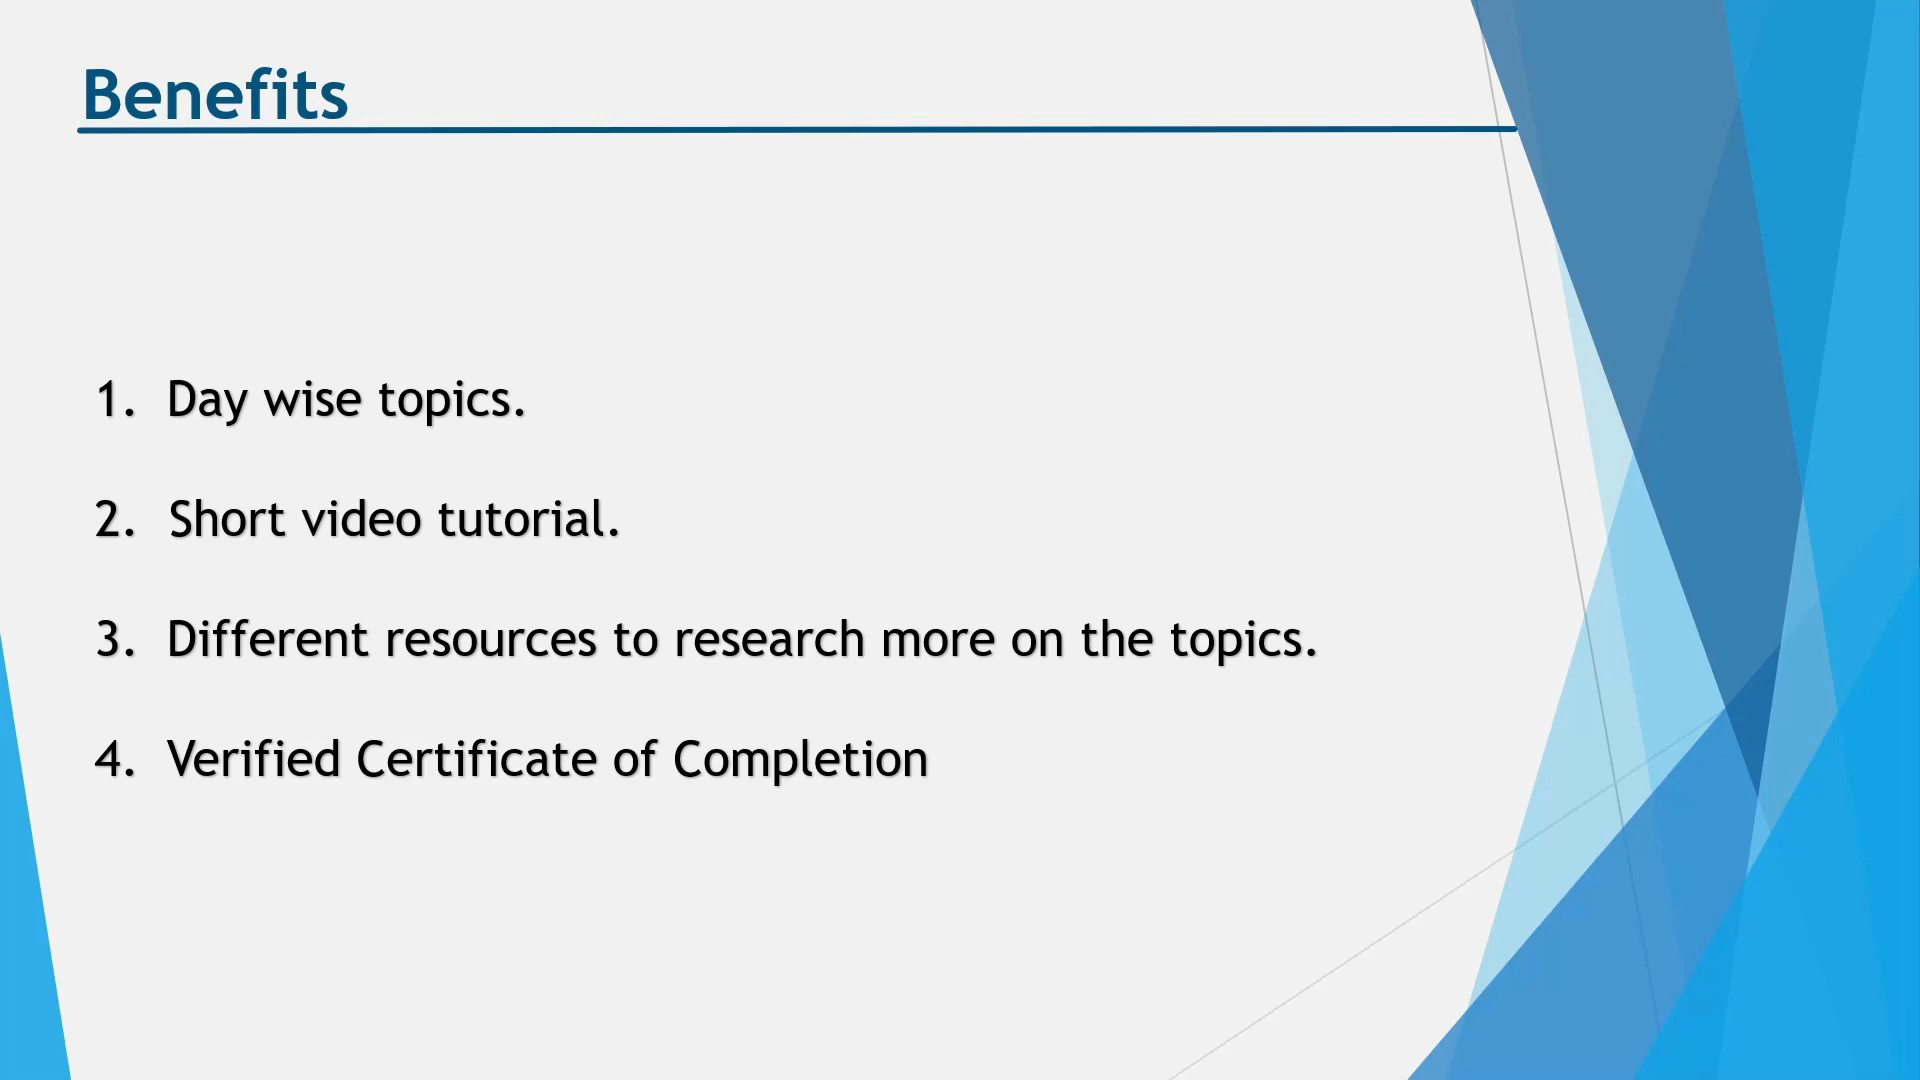 Benefits
1. Day wise topics.
2. Short video tutorial.
3. Different resources to research more on the topics.
4. Verified Certificate of Completion